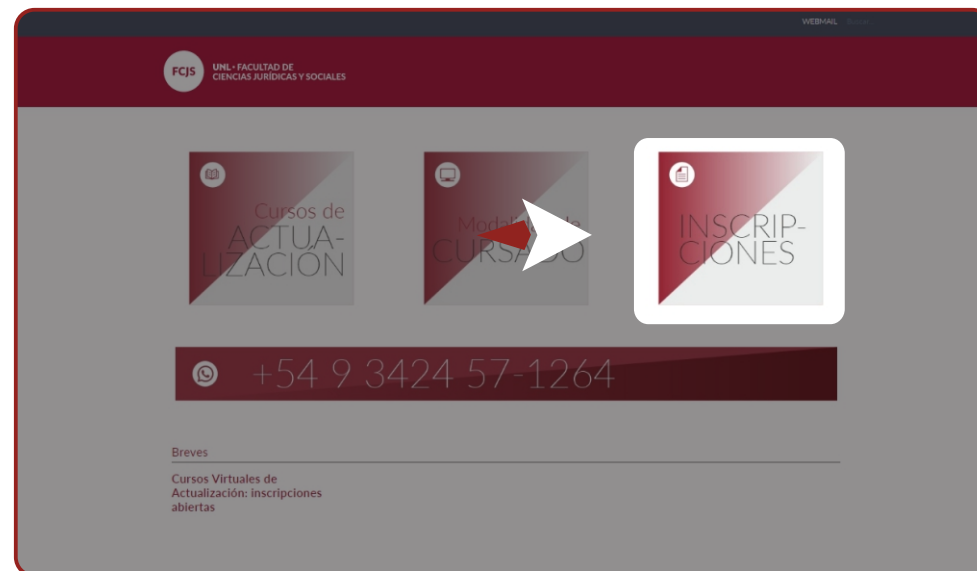 WEBMAIL
FCJS
UNL • FACULTAD DE
CIENCIAS JURÍDICAS Y SOCIALES
Cursos de
ACTUA-
LIZACIÓN
CURSADO
INSCRIP-
CIONES
+54 9 3424 57-1264
Breves
Cursos Virtuales de
Actualización: inscripciones
abiertas